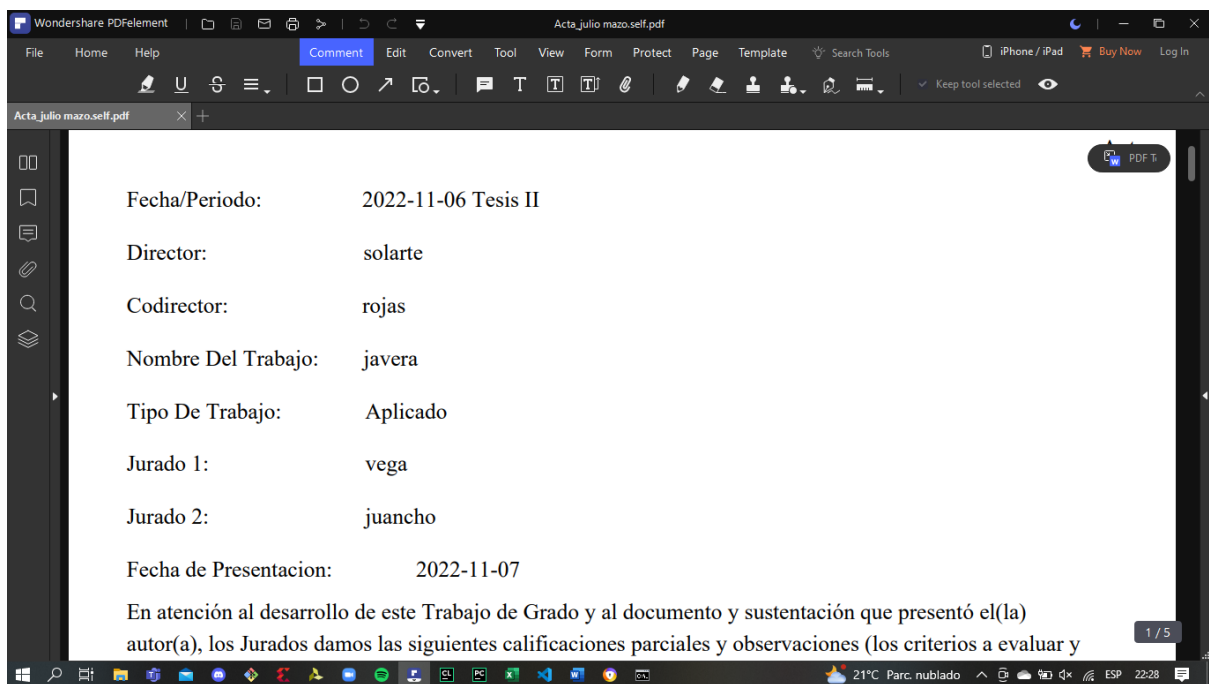 Wondershare PDFelement
Acta_julio mazo.self.pdf
File Home Help Comment Edit Convert Tool View Form Protect Page Template Search Tools iPhone / iPad Buy Now Log In
Keep tool selected
Acta_julio mazo.self.pdf
Fecha/Periodo: 2022-11-06 Tesis II
Director: solarte
Codirector: rojas
Nombre Del Trabajo: javera
Tipo De Trabajo: Aplicado
Jurado 1: vega
Jurado 2: juancho
Fecha de Presentacion: 2022-11-07
En atención al desarrollo de este Trabajo de Grado y al documento y sustentación que presentó el(la)
autor(a), los Jurados damos las siguientes calificaciones parciales y observaciones (los criterios a evaluar y
PDF
1 / 5
21°C Parc. nublado ESP 22:28